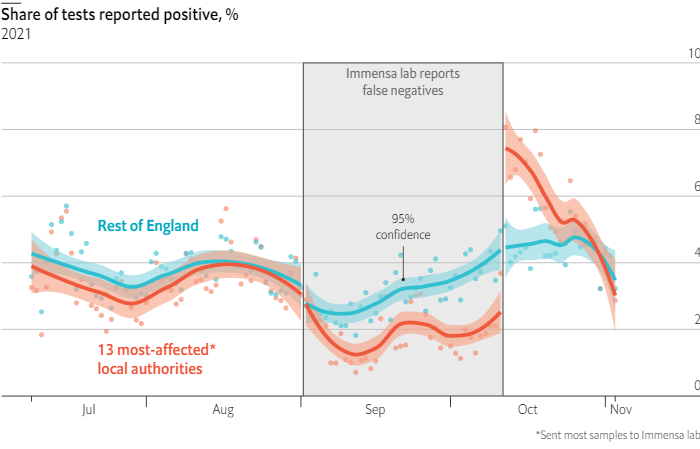 Share of tests reported positive, %
2021
10
Immensa lab reports
false negatives
8
6
Rest of England
95%
confidence
4
2
13 most-affected*
local authorities
0
Jul
Aug
Sep
Oct
Nov
*Sent most samples to Immensa lab